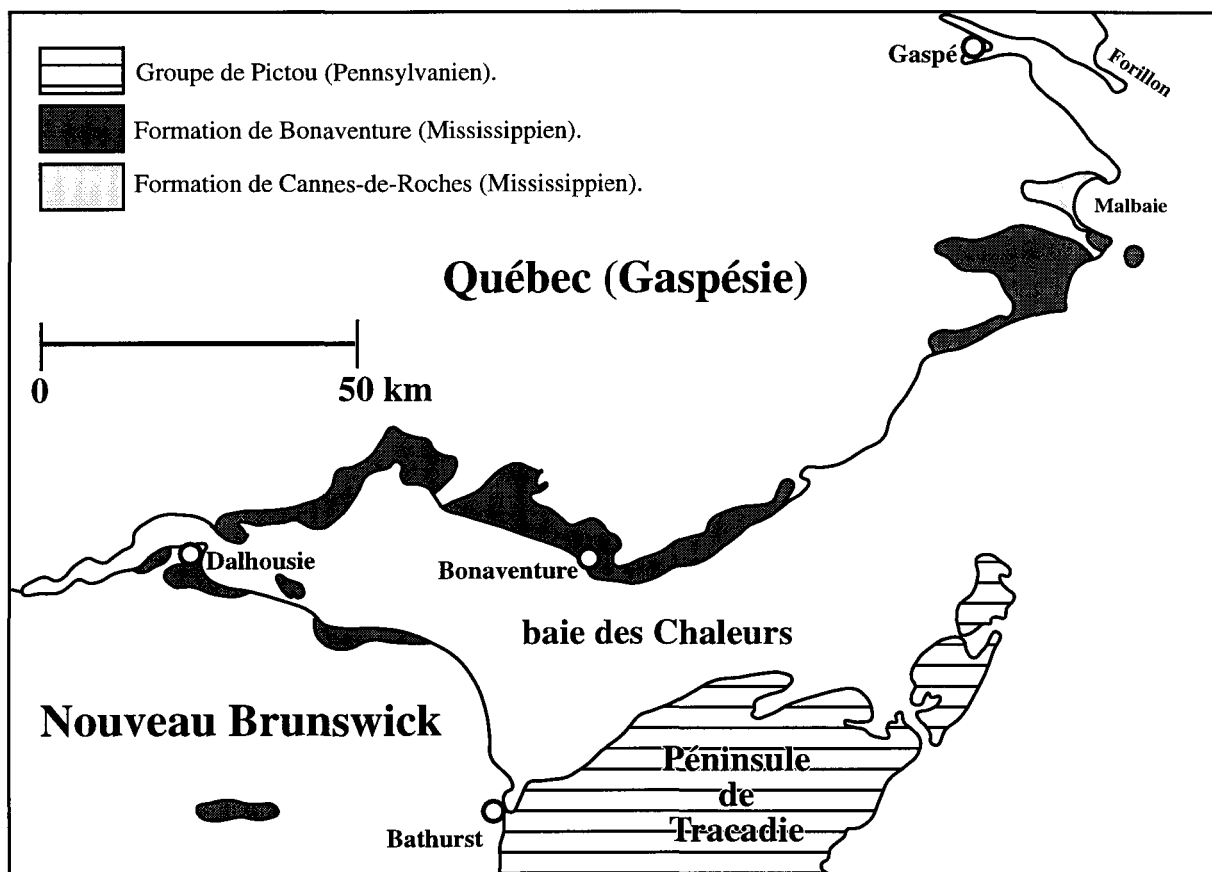 Groupe de Pictou (Pennsylvanien).
Formation de Bonaventure (Mississippien).
Formation de Cannes-de-Roches (Mississippien).
Gaspé
Forillon
Malbaie
Québec (Gaspésie)
0
50 km
Dalhousie
Bonaventure
baie des Chaleurs
Nouveau Brunswick
Péninsule
de
Tracadie
Bathurst